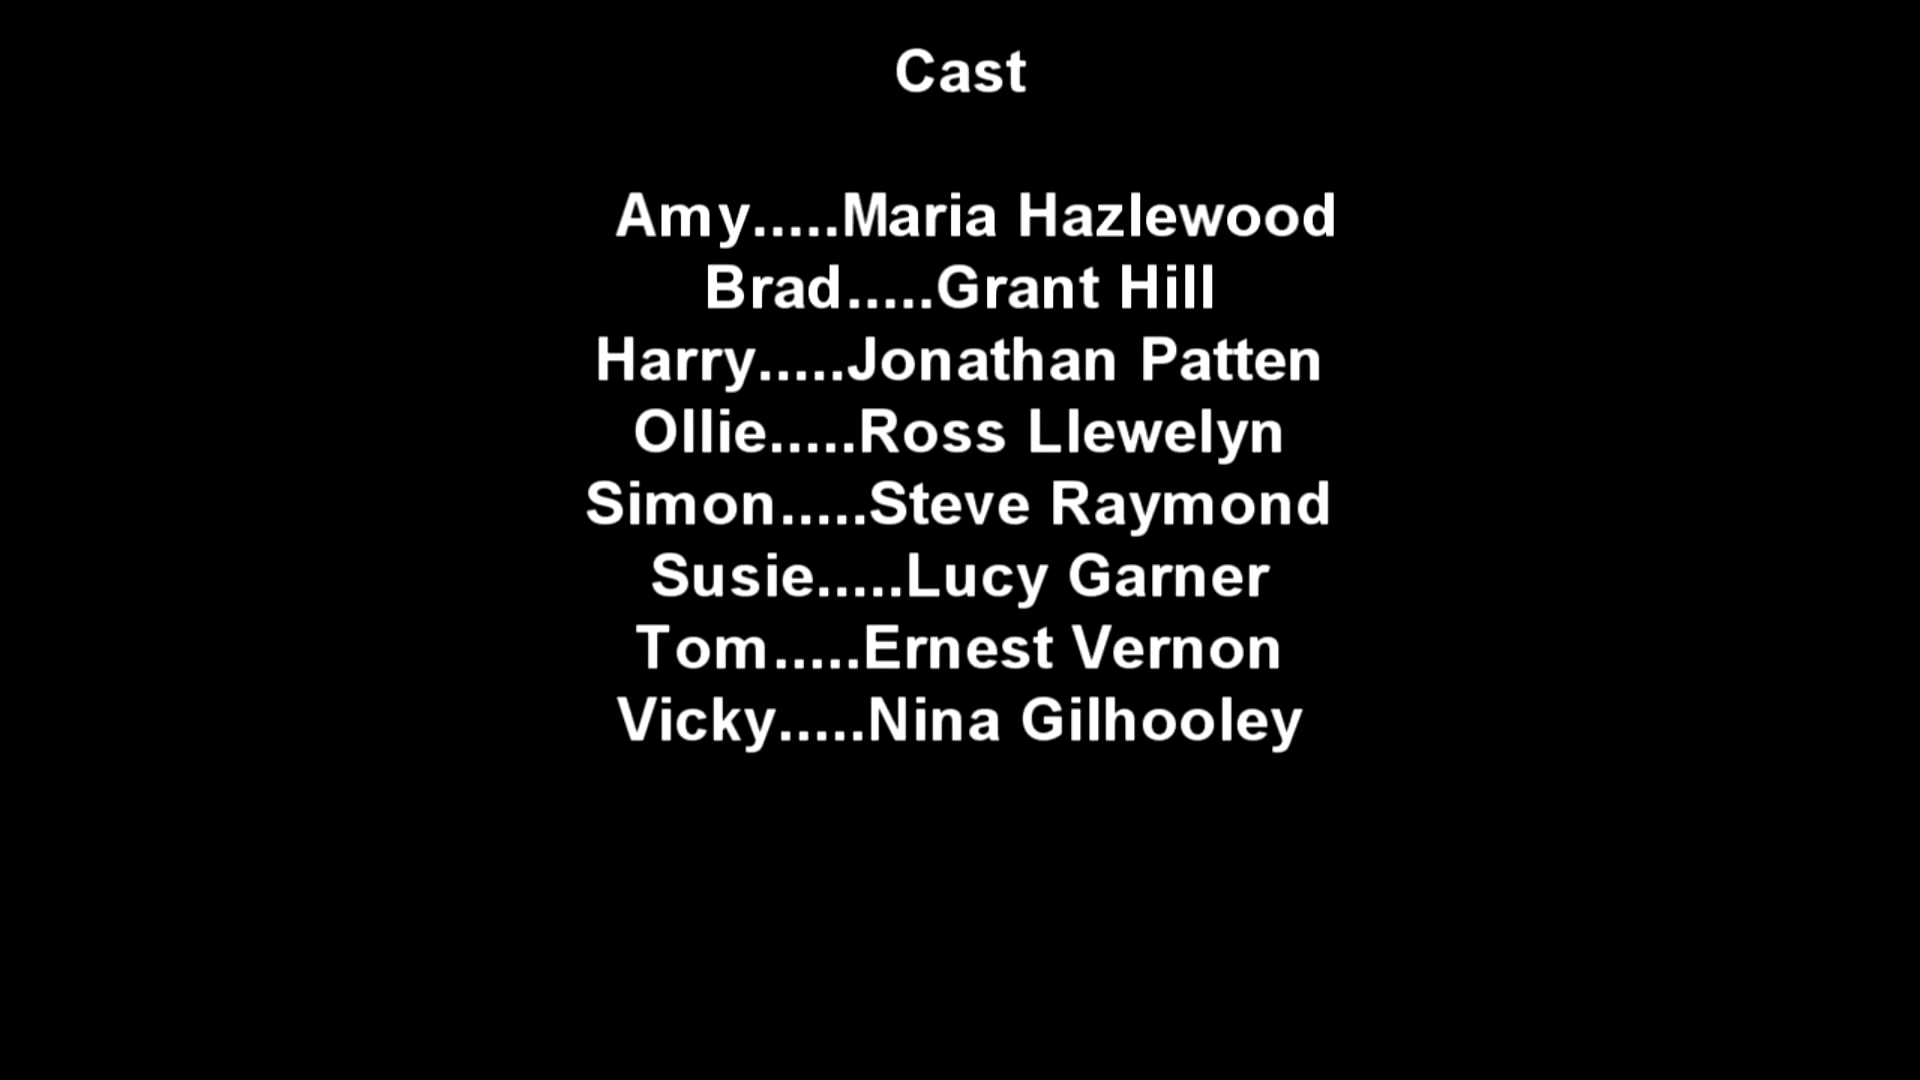 Cast
Amy.....Maria Hazlewood
Brad.....Grant Hill
Harry.....Jonathan Patten
Ollie.....Ross Llewelyn
Simon.....Steve Raymond
Susie.....Lucy Garner
Tom.....Ernest Vernon
Vicky.....Nina Gilhooley